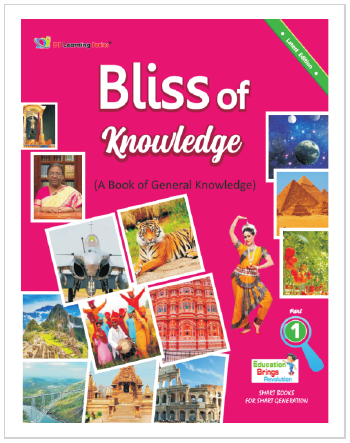 Learning Books
Latest Edition
Bliss of
Knowledge
(A Book of General Knowledge)
Part
1
Education
Brings
Revolution
SMART BOOKS
FOR SMART GENERATION